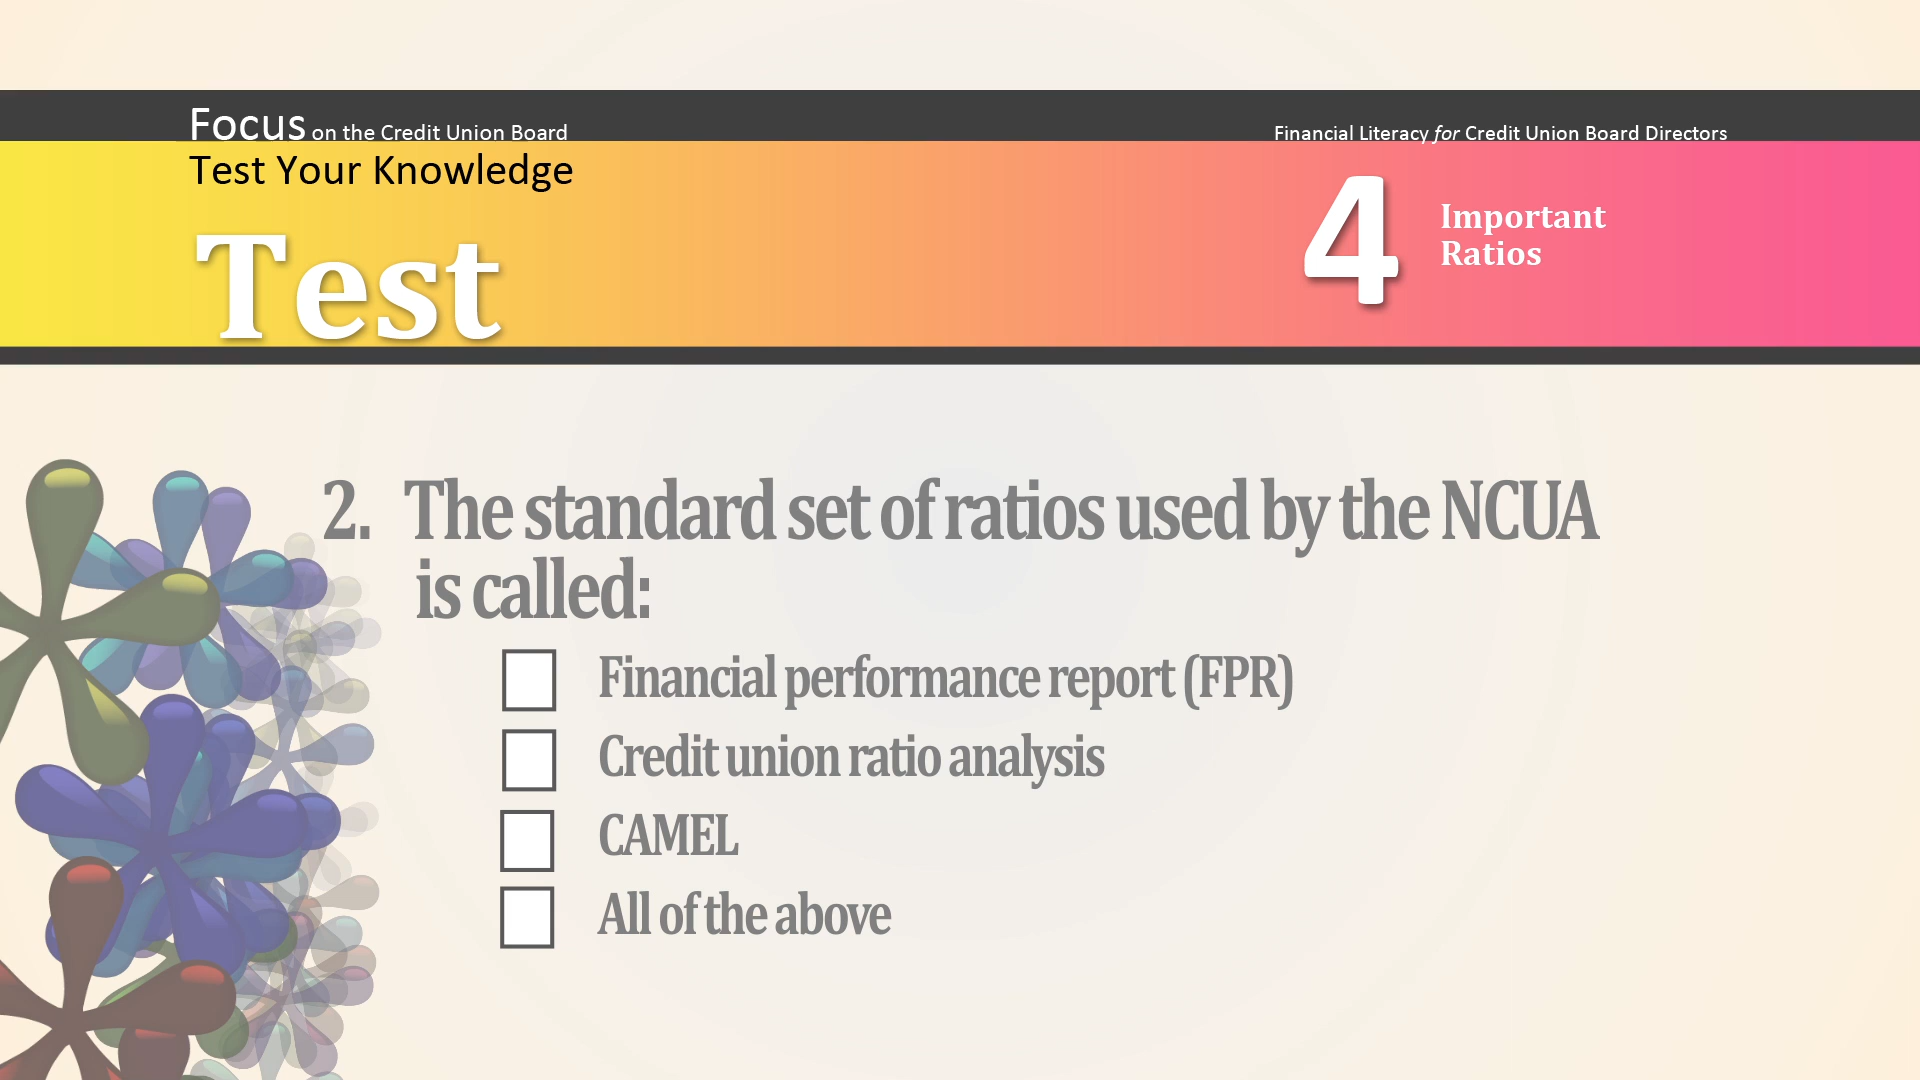 Focus on the Credit Union Board
Financial Literacy for Credit Union Board Directors
Test Your Knowledge
Test
4
Important
Ratios
2. The standard set of ratios used by the NCUA
is called:
Financial performance report (FPR)
Credit union ratio analysis
CAMEL
All of the above